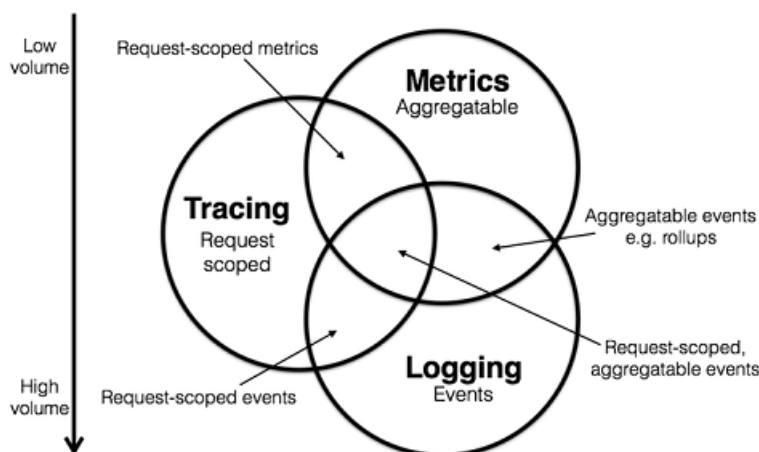 Low
volume
Request-scoped metrics
Metrics
Aggregatable
Tracing
Request
scoped
Aggregatable events
e.g. rollups
Request-scoped,
aggregatable events
Logging
Events
High
volume
Request-scoped events